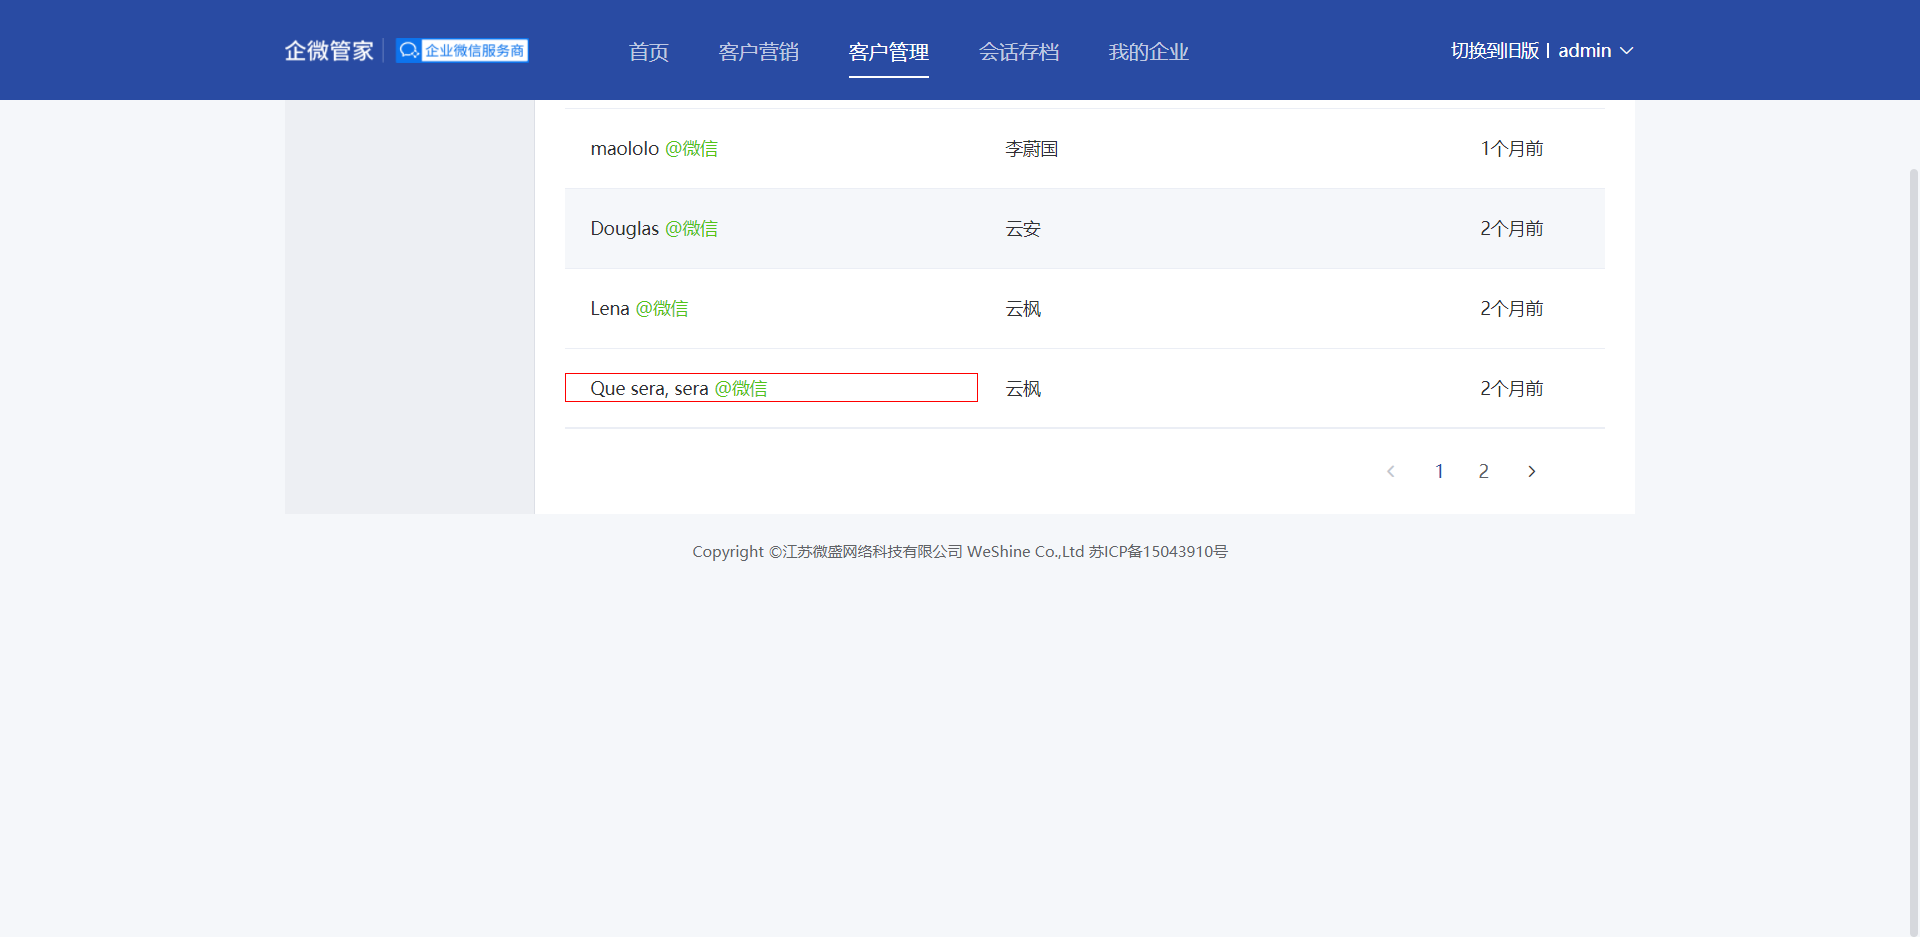 企微管家 企业微信服务商 首页 客户营销 客户管理 会话存档 我的企业 切换到旧版 | admin
maololo @微信 李蔚国 1个月前
Douglas @微信 云安 2个月前
Lena @微信 云枫 2个月前
Que sera, sera @微信 云枫 2个月前
1 2
Copyright ©江苏微盛网络科技有限公司 WeShine Co.,Ltd 苏ICP备15043910号